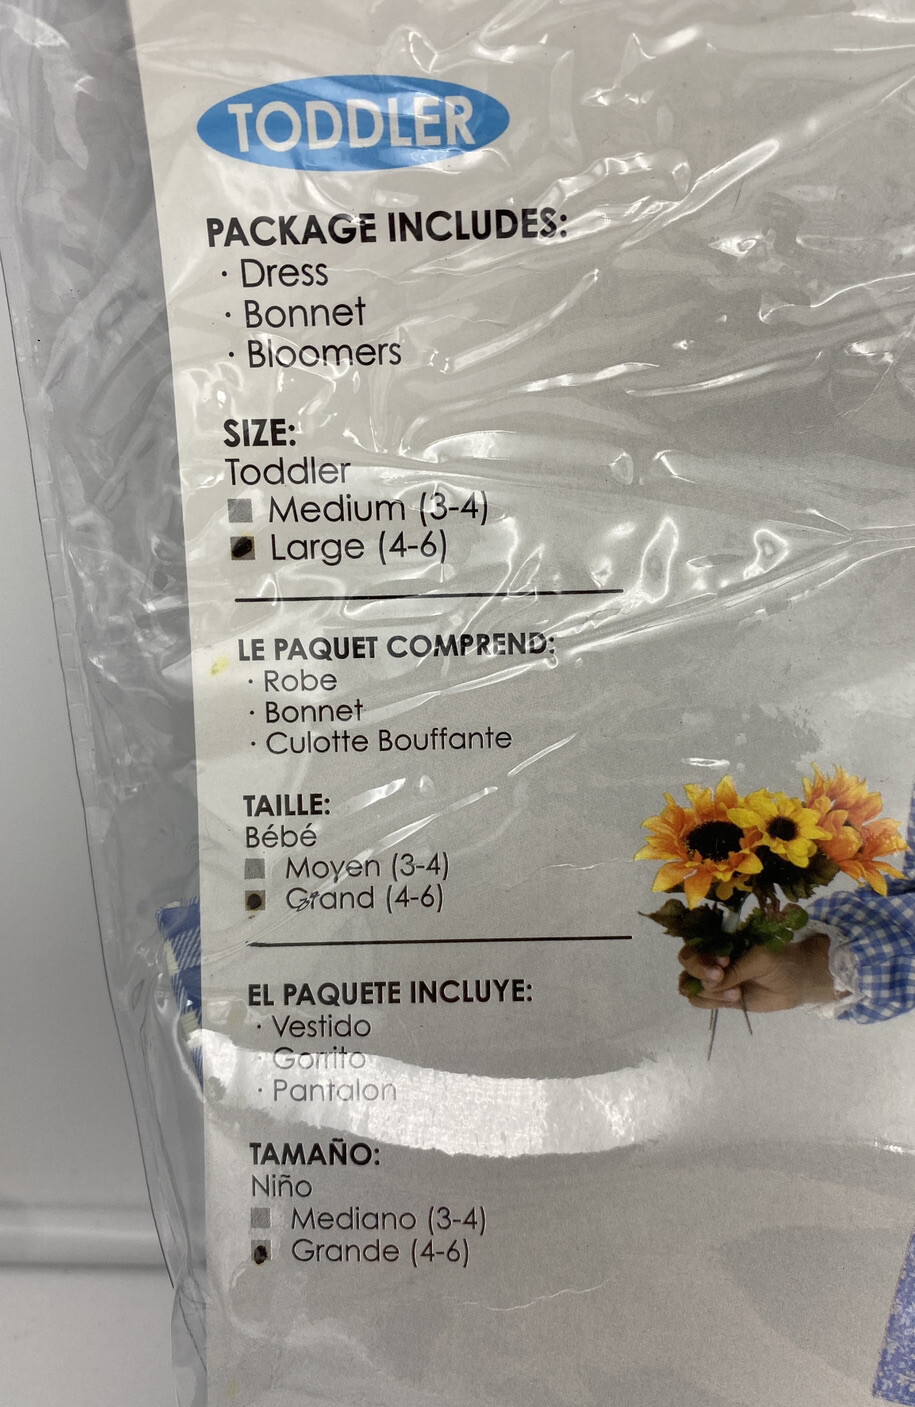 TODDLER
PACKAGE INCLUDES:
· Dress
· Bonnet
· Bloomers
SIZE:
Toddler
Medium (3-4)
Large (4-6)
LE PAQUET COMPREND:
· Robe
· Bonnet
· Culotte Bouffante
TAILLE:
Bébé
Moyen (3-4)
Grand (4-6)
EL PAQUETE INCLUYE:
· Vestido
· Gorrito
· Pantalon
TAMAÑO:
Niño
Mediano (3-4)
Grande (4-6)